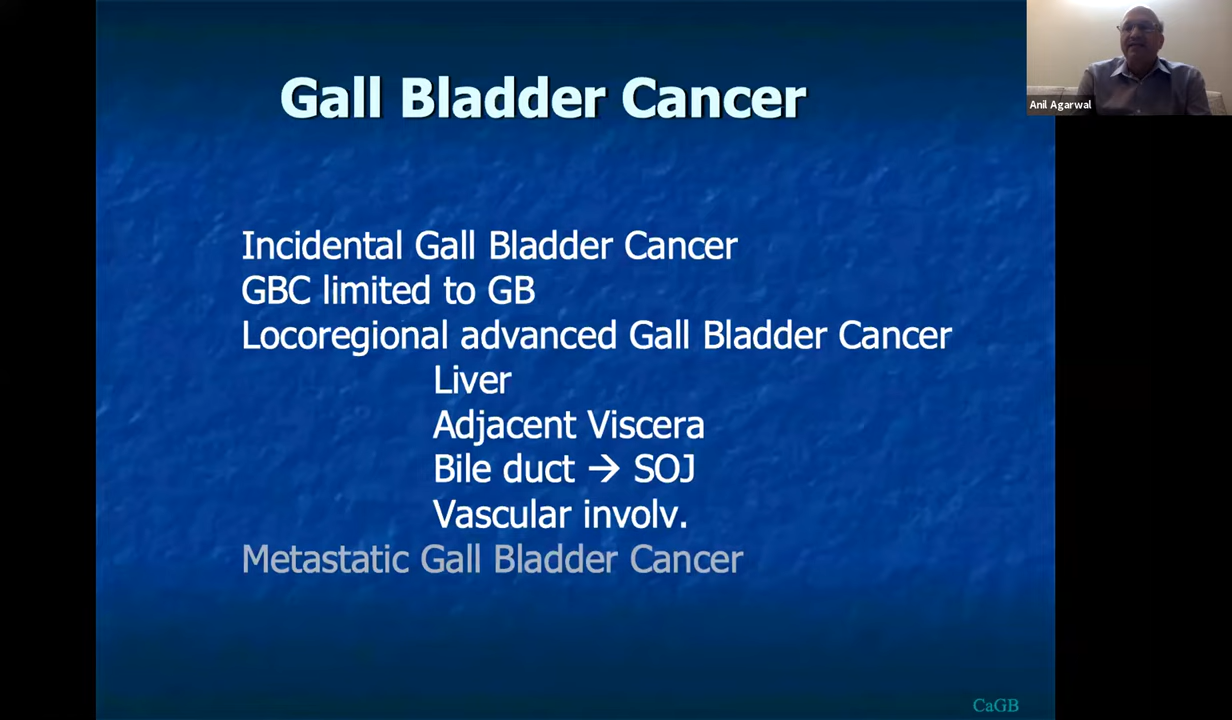 Gall Bladder Cancer
Anil Agarwal
Incidental Gall Bladder Cancer
GBC limited to GB
Locoregional advanced Gall Bladder Cancer
Liver
Adjacent Viscera
Bile duct → SOJ
Vascular involv.
Metastatic Gall Bladder Cancer
CaGB